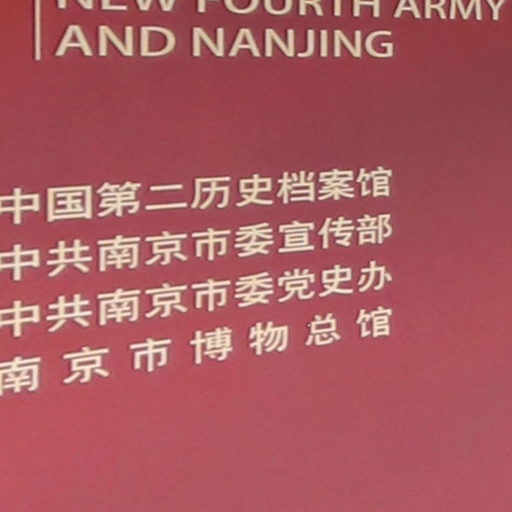 NEW FOURTH ARMY
AND NANJING
中国第二历史档案馆
中共南京市委宣传部
中共南京市委党史办
南京市博物总馆